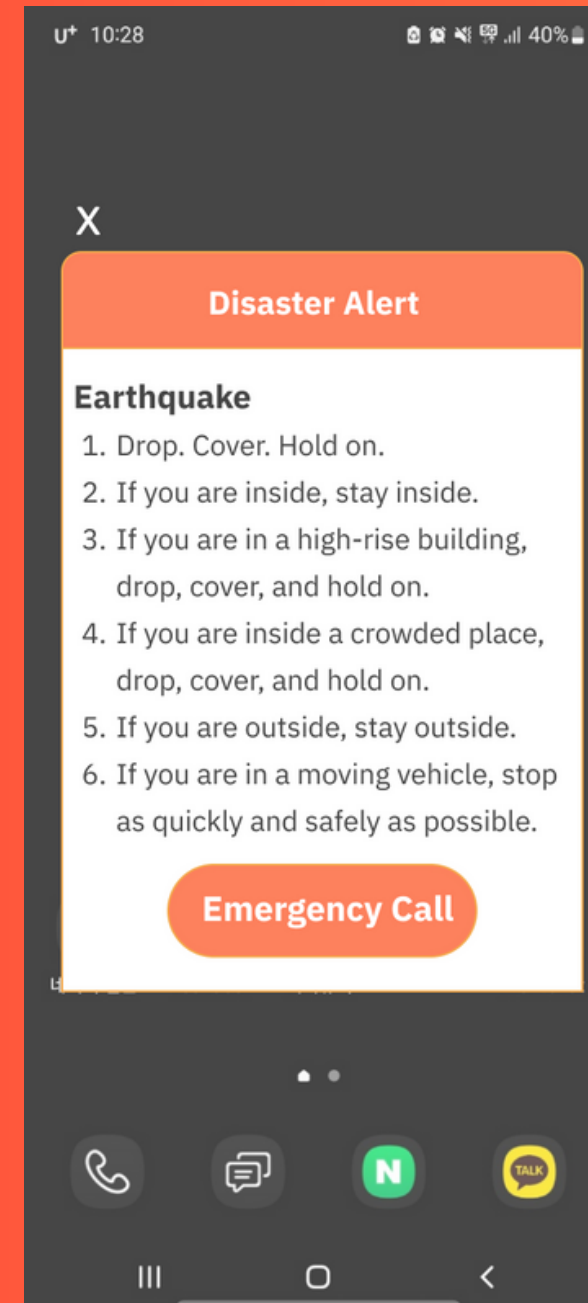 U+ 10:28
5G 40%
X
Disaster Alert
Earthquake
1. Drop. Cover. Hold on.
2. If you are inside, stay inside.
3. If you are in a high-rise building,
drop, cover, and hold on.
4. If you are inside a crowded place,
drop, cover, and hold on.
5. If you are outside, stay outside.
6. If you are in a moving vehicle, stop
as quickly and safely as possible.
Emergency Call
N
TALK